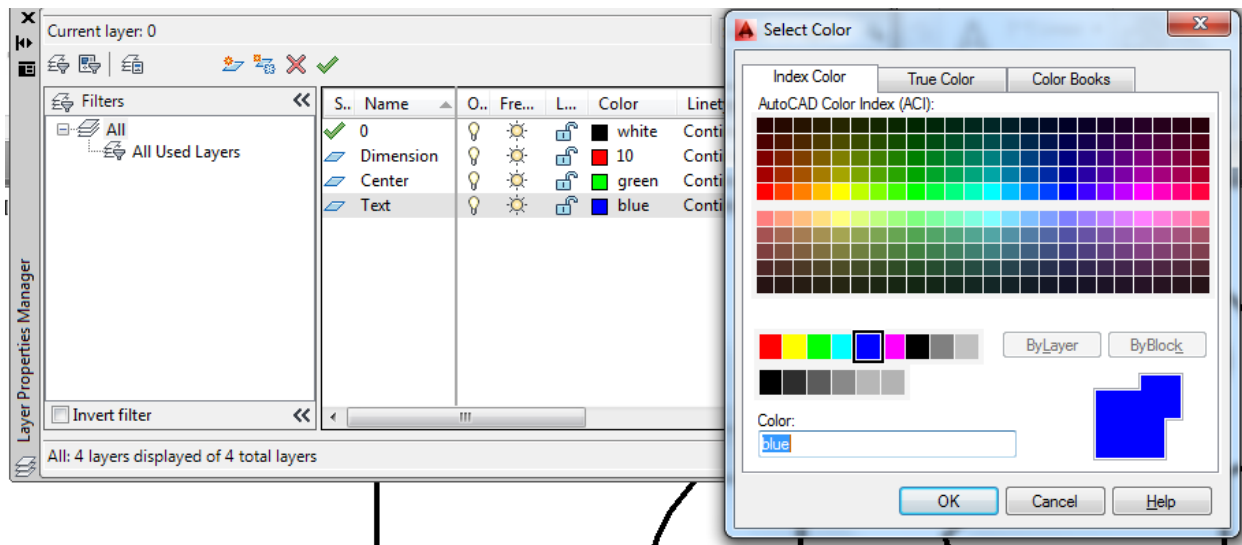 Current layer: 0
Filters
All
All Used Layers
Invert filter
S.. Name O.. Fre... L... Color Linet
0 white Conti
Dimension 10 Conti
Center green Conti
Text blue Conti
All: 4 layers displayed of 4 total layers
Layer Properties Manager
Select Color
Index Color True Color Color Books
AutoCAD Color Index (ACI):
ByLayer ByBlock
Color:
blue
OK Cancel Help